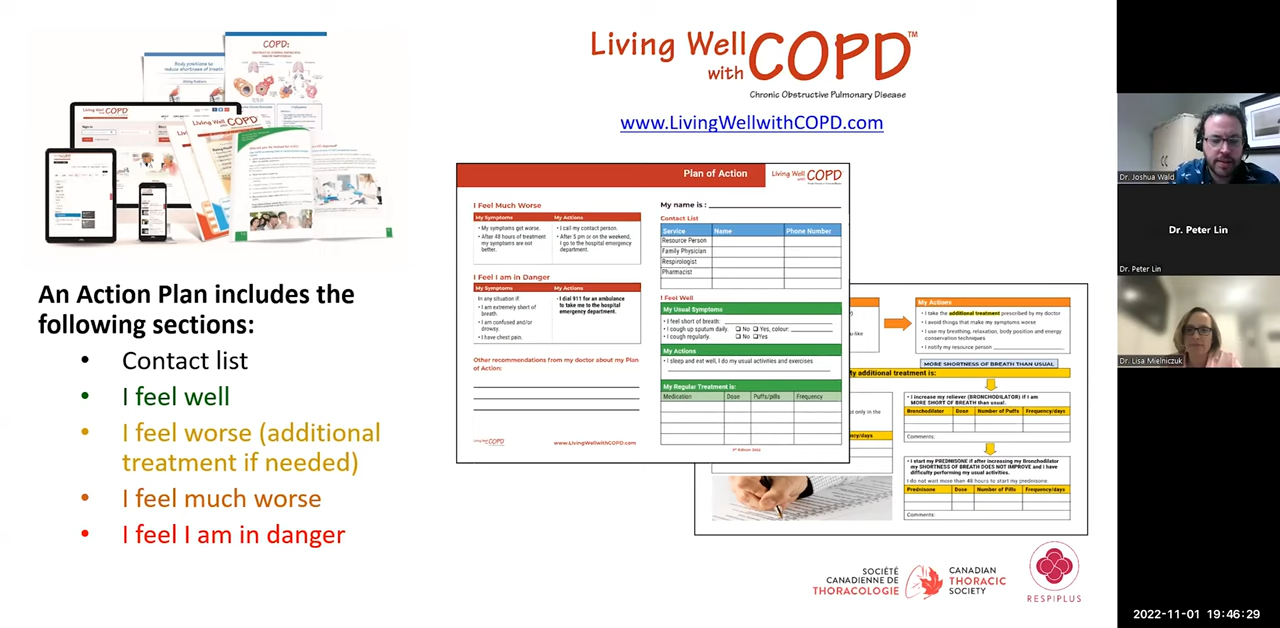 COPD:
Body positions to
reduce shortness of breath
Living Well
with COPD™
Chronic Obstructive Pulmonary Disease
www.LivingWellwithCOPD.com
An Action Plan includes the
following sections:
• Contact list
• I feel well
• I feel worse (additional
treatment if needed)
• I feel much worse
• I feel I am in danger
Plan of Action
Living Well
with COPD
I Feel Much Worse
My Symptoms My Actions
• My symptoms get worse.
• After 48 hours of treatment
my symptoms are not
better.
• I call my contact person.
• After 5 pm or on the weekend,
I go to the hospital emergency
department.
I Feel I am in Danger
My Symptoms My Actions
In any situation if:
• I am extremely short of
breath.
• I am confused and/or
drowsy.
• I have chest pain.
• I dial 911 for an ambulance
to take me to the hospital
emergency department.
Other recommendations from my doctor about my Plan
of Action:
www.LivingWellwithCOPD.com
My name is :
Contact List
Service Name Phone Number
Resource Person
Family Physician
Respirologist
Pharmacist
I Feel Well
My Usual Symptoms
• I feel short of breath:
• I cough up sputum daily. ☐ No ☐ Yes, colour:
• I cough regularly. ☐ No ☐ Yes
My Actions
• I sleep and eat well, I do my usual activities and exercises
My Regular Treatment is:
Medication Dose Puffs/pills Frequency
My Actions
• I take the additional treatment prescribed by my doctor
• I avoid things that make my symptoms worse
• I use my breathing, relaxation, body position and energy
conservation techniques
• I notify my resource person
MORE SHORTNESS OF BREATH THAN USUAL
My additional treatment is:
• I increase my reliever (BRONCHODILATOR) if I am
MORE SHORT OF BREATH than usual.
Bronchodilator Dose Number of Puffs Frequency/days
Comments:
• I start my PREDNISONE if after increasing my Bronchodilator
my SHORTNESS OF BREATH DOES NOT IMPROVE and I have
difficulty performing my usual activities.
I do not wait more than 48 hours to start my prednisone.
Prednisone Dose Number of Pills Frequency/days
Comments:
SOCIÉTÉ
CANADIENNE DE
THORACOLOGIE
CANADIAN
THORACIC
SOCIETY
RESPIPLUS
Dr. Joshua Wald
Dr. Peter Lin
Dr. Peter Lin
Dr. Lisa Mielniczuk
2022-11-01 19:46:29